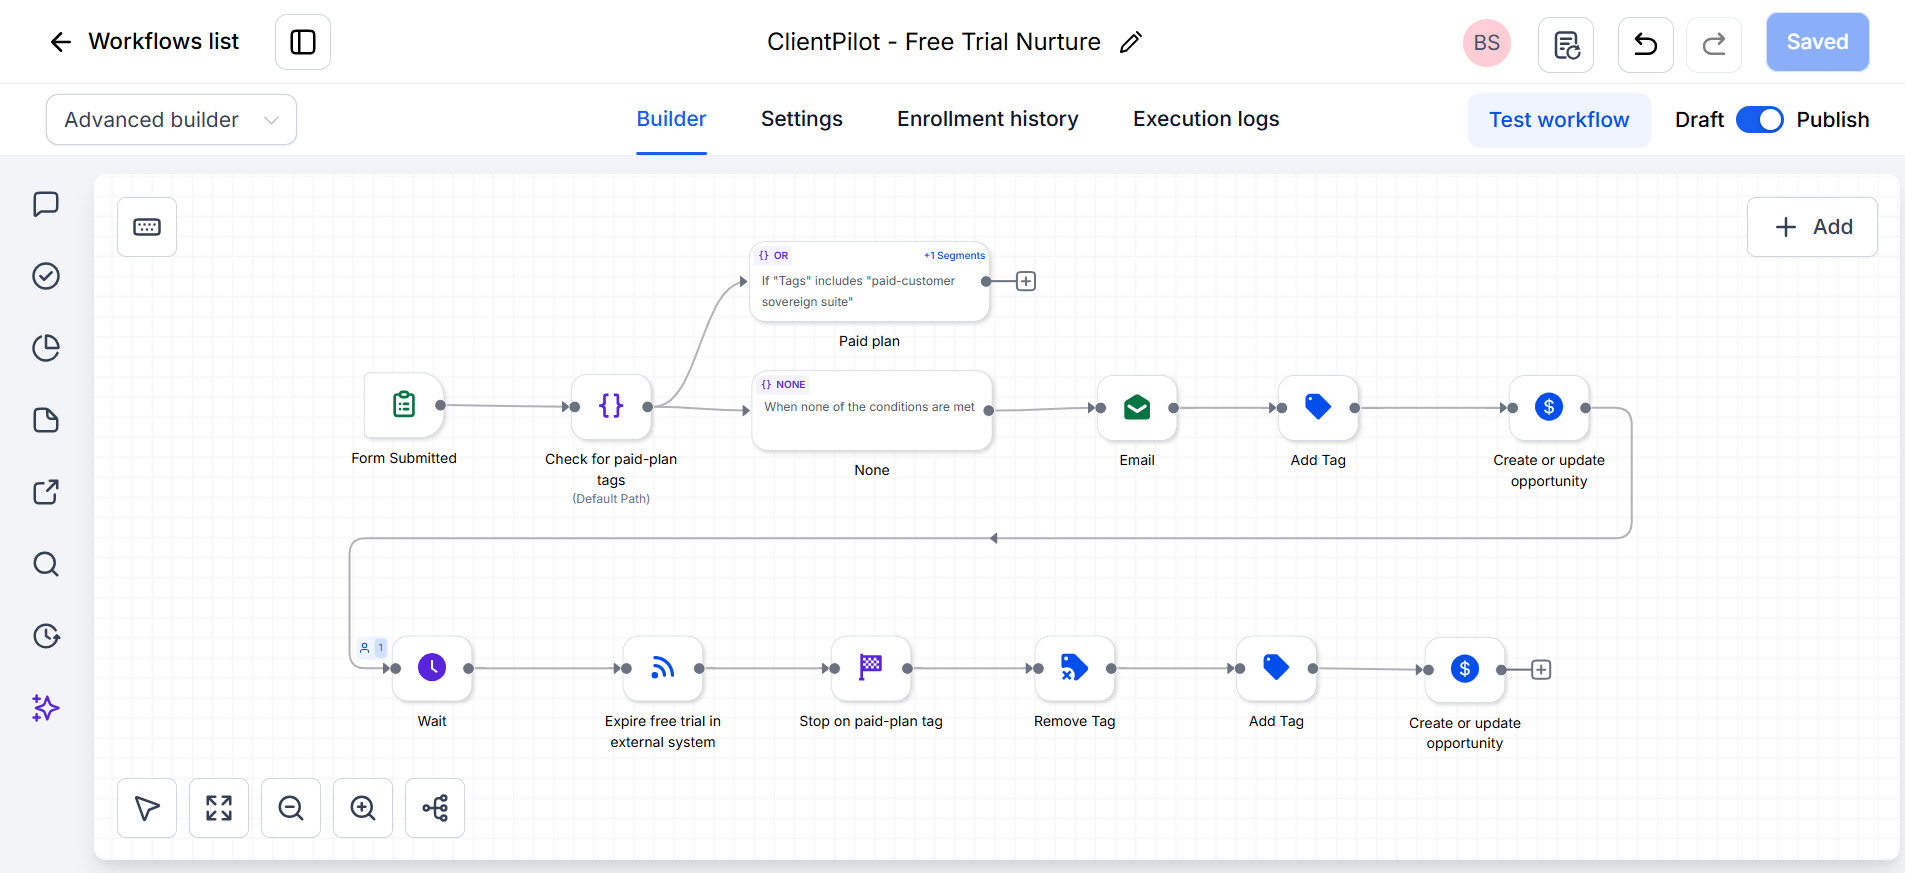 Workflows list
ClientPilot - Free Trial Nurture
BS
Saved
Advanced builder
Builder
Settings
Enrollment history
Execution logs
Test workflow
Draft
Publish
Add
{} OR
+1 Segments
If "Tags" includes "paid-customer
sovereign suite"
Paid plan
{} NONE
When none of the conditions are met
None
Form Submitted
Check for paid-plan
tags
(Default Path)
Email
Add Tag
Create or update
opportunity
1
Wait
Expire free trial in
external system
Stop on paid-plan tag
Remove Tag
Add Tag
Create or update
opportunity